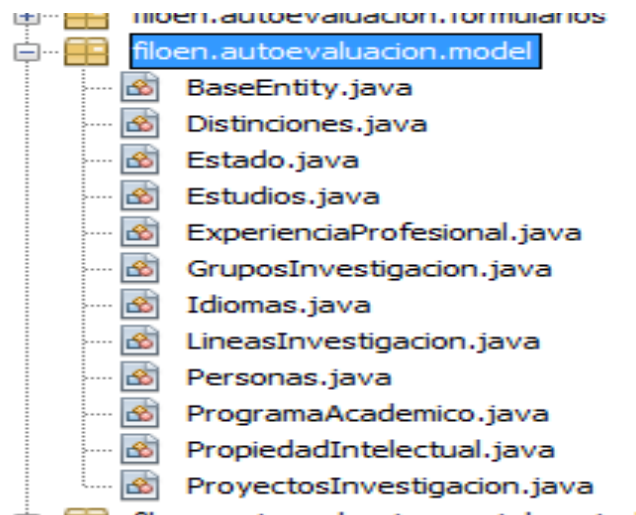 filoen.autoevaluacion.formularios
filoen.autoevaluacion.model
BaseEntity.java
Distinciones.java
Estado.java
Estudios.java
ExperienciaProfesional.java
GruposInvestigacion.java
Idiomas.java
LineasInvestigacion.java
Personas.java
ProgramaAcademico.java
PropiedadIntelectual.java
ProyectosInvestigacion.java